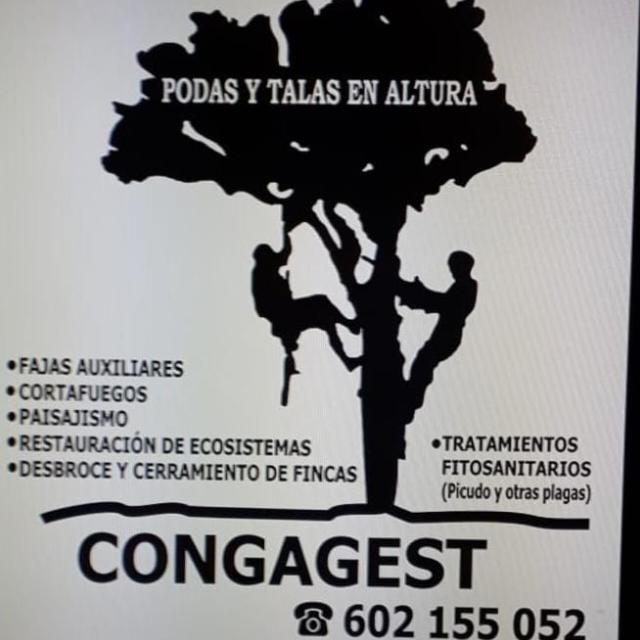 PODAS Y TALAS EN ALTURA
•FAJAS AUXILIARES
•CORTAFUEGOS
•PAISAJISMO
•RESTAURACIÓN DE ECOSISTEMAS
•DESBROCE Y CERRAMIENTO DE FINCAS
•TRATAMIENTOS
FITOSANITARIOS
(Picudo y otras plagas)
CONGAGEST
☎ 602 155 052